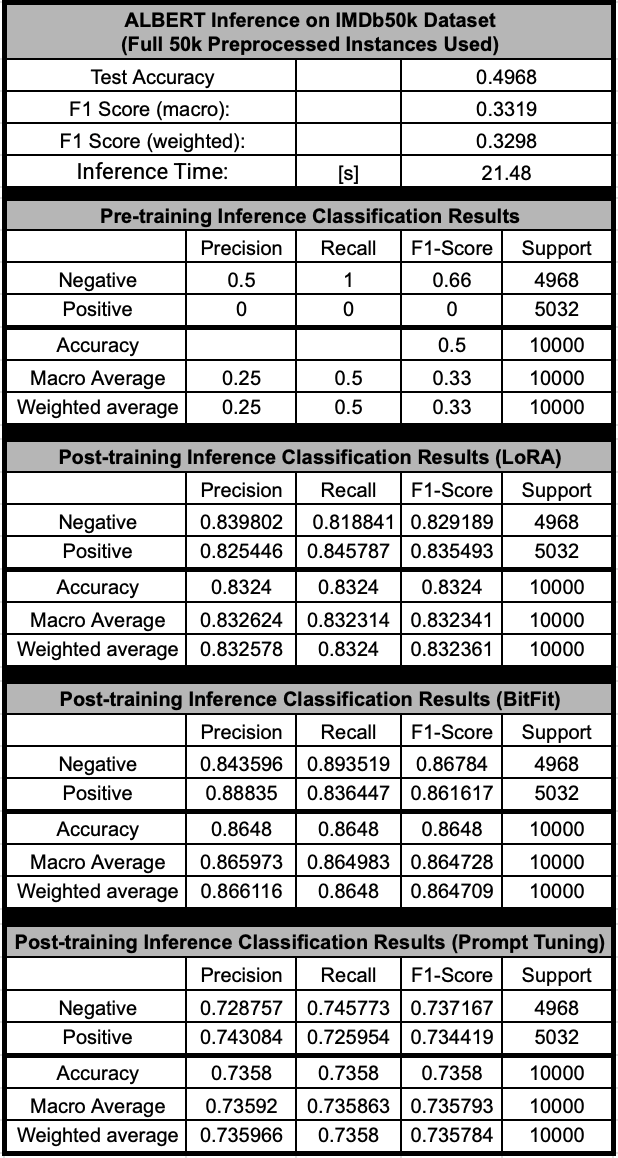 ALBERT Inference on IMDb50k Dataset
(Full 50k Preprocessed Instances Used)
Test Accuracy 0.4968
F1 Score (macro): 0.3319
F1 Score (weighted): 0.3298
Inference Time: [s] 21.48
Pre-training Inference Classification Results
Precision Recall F1-Score Support
Negative 0.5 1 0.66 4968
Positive 0 0 0 5032
Accuracy 0.5 10000
Macro Average 0.25 0.5 0.33 10000
Weighted average 0.25 0.5 0.33 10000
Post-training Inference Classification Results (LoRA)
Precision Recall F1-Score Support
Negative 0.839802 0.818841 0.829189 4968
Positive 0.825446 0.845787 0.835493 5032
Accuracy 0.8324 0.8324 0.8324 10000
Macro Average 0.832624 0.832314 0.832341 10000
Weighted average 0.832578 0.8324 0.832361 10000
Post-training Inference Classification Results (BitFit)
Precision Recall F1-Score Support
Negative 0.843596 0.893519 0.86784 4968
Positive 0.88835 0.836447 0.861617 5032
Accuracy 0.8648 0.8648 0.8648 10000
Macro Average 0.865973 0.864983 0.864728 10000
Weighted average 0.866116 0.8648 0.864709 10000
Post-training Inference Classification Results (Prompt Tuning)
Precision Recall F1-Score Support
Negative 0.728757 0.745773 0.737167 4968
Positive 0.743084 0.725954 0.734419 5032
Accuracy 0.7358 0.7358 0.7358 10000
Macro Average 0.73592 0.735863 0.735793 10000
Weighted average 0.735966 0.7358 0.735784 10000